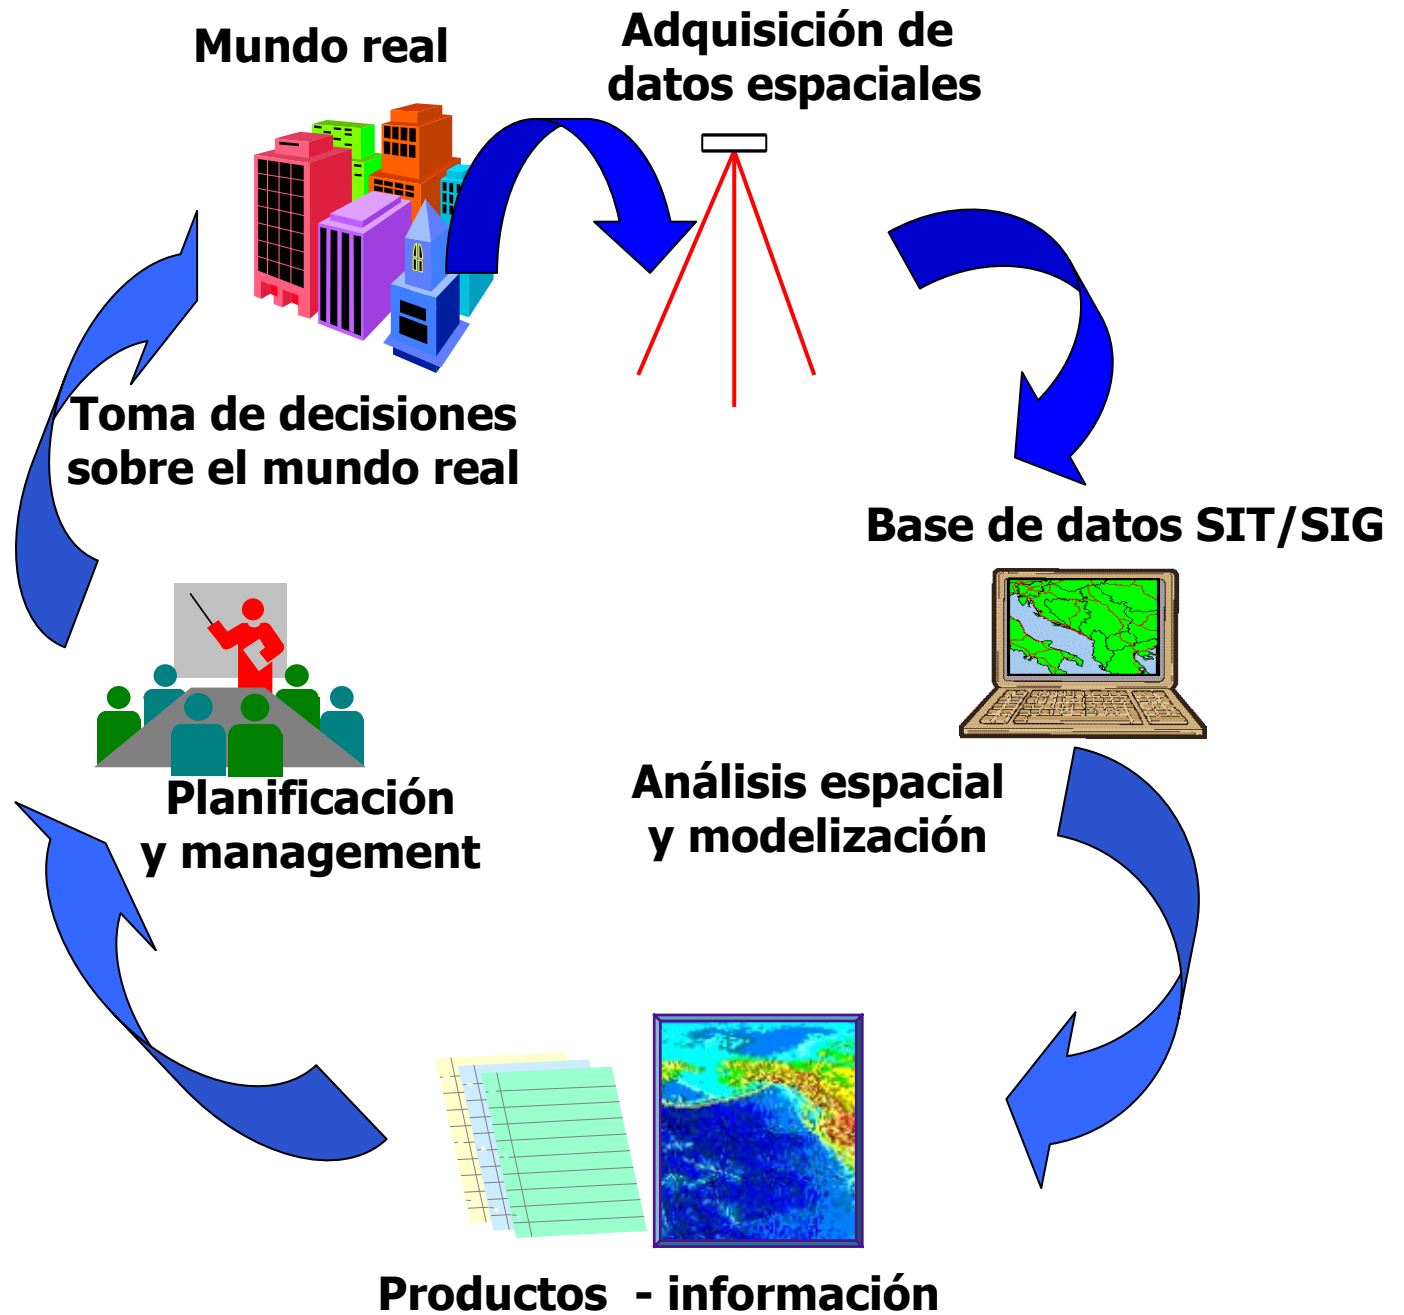 Mundo real
Adquisición de
datos espaciales
Toma de decisiones
sobre el mundo real
Base de datos SIT/SIG
Planificación
y management
Análisis espacial
y modelización
Productos - información